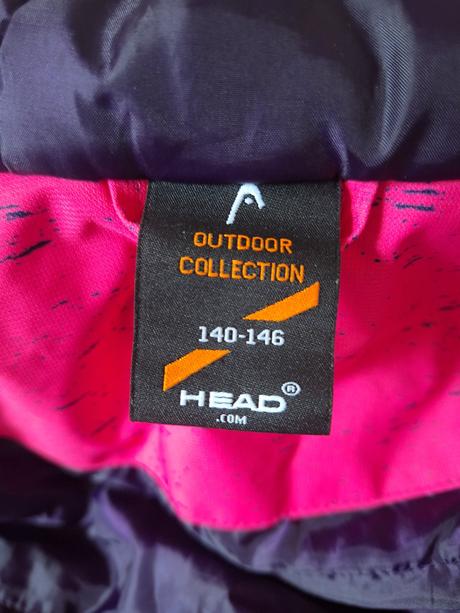 OUTDOOR
COLLECTION
140-146
HEAD®
.COM